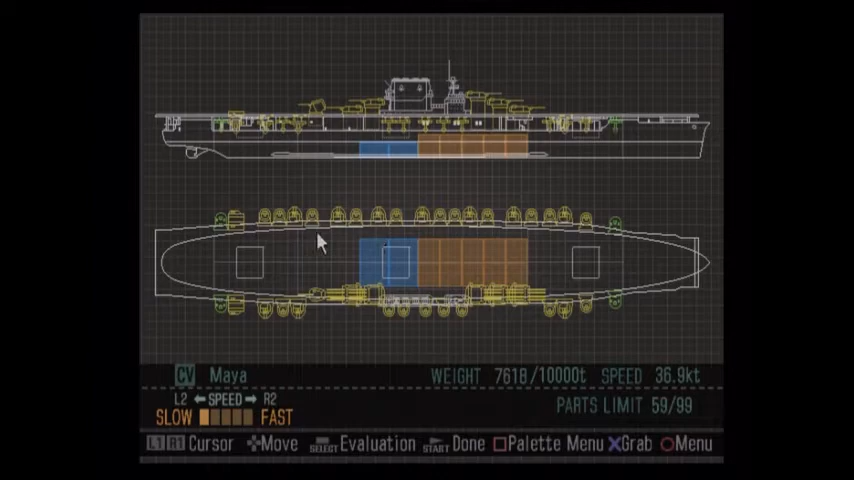 CV Maya WEIGHT 7618/10000t SPEED 36.9kt
L2 ←SPEED→ R2
SLOW FAST PARTS LIMIT 59/99
L1 R1 Cursor Move SELECT Evaluation START Done Palette Menu Grab Menu